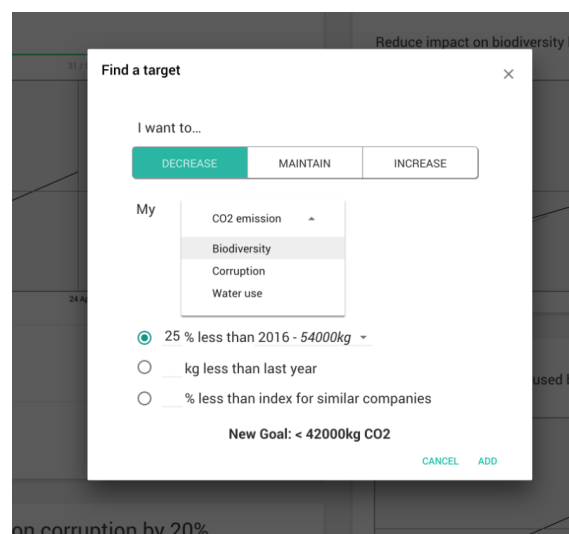 Reduce impact on biodiversity
31 /
Find a target
I want to...
DECREASE MAINTAIN INCREASE
My
CO2 emission
Biodiversity
Corruption
Water use
24 Ap
25 % less than 2016 - 54000kg
kg less than last year
used
% less than index for similar companies
New Goal: < 42000kg CO2
CANCEL ADD
on corruption by 20%